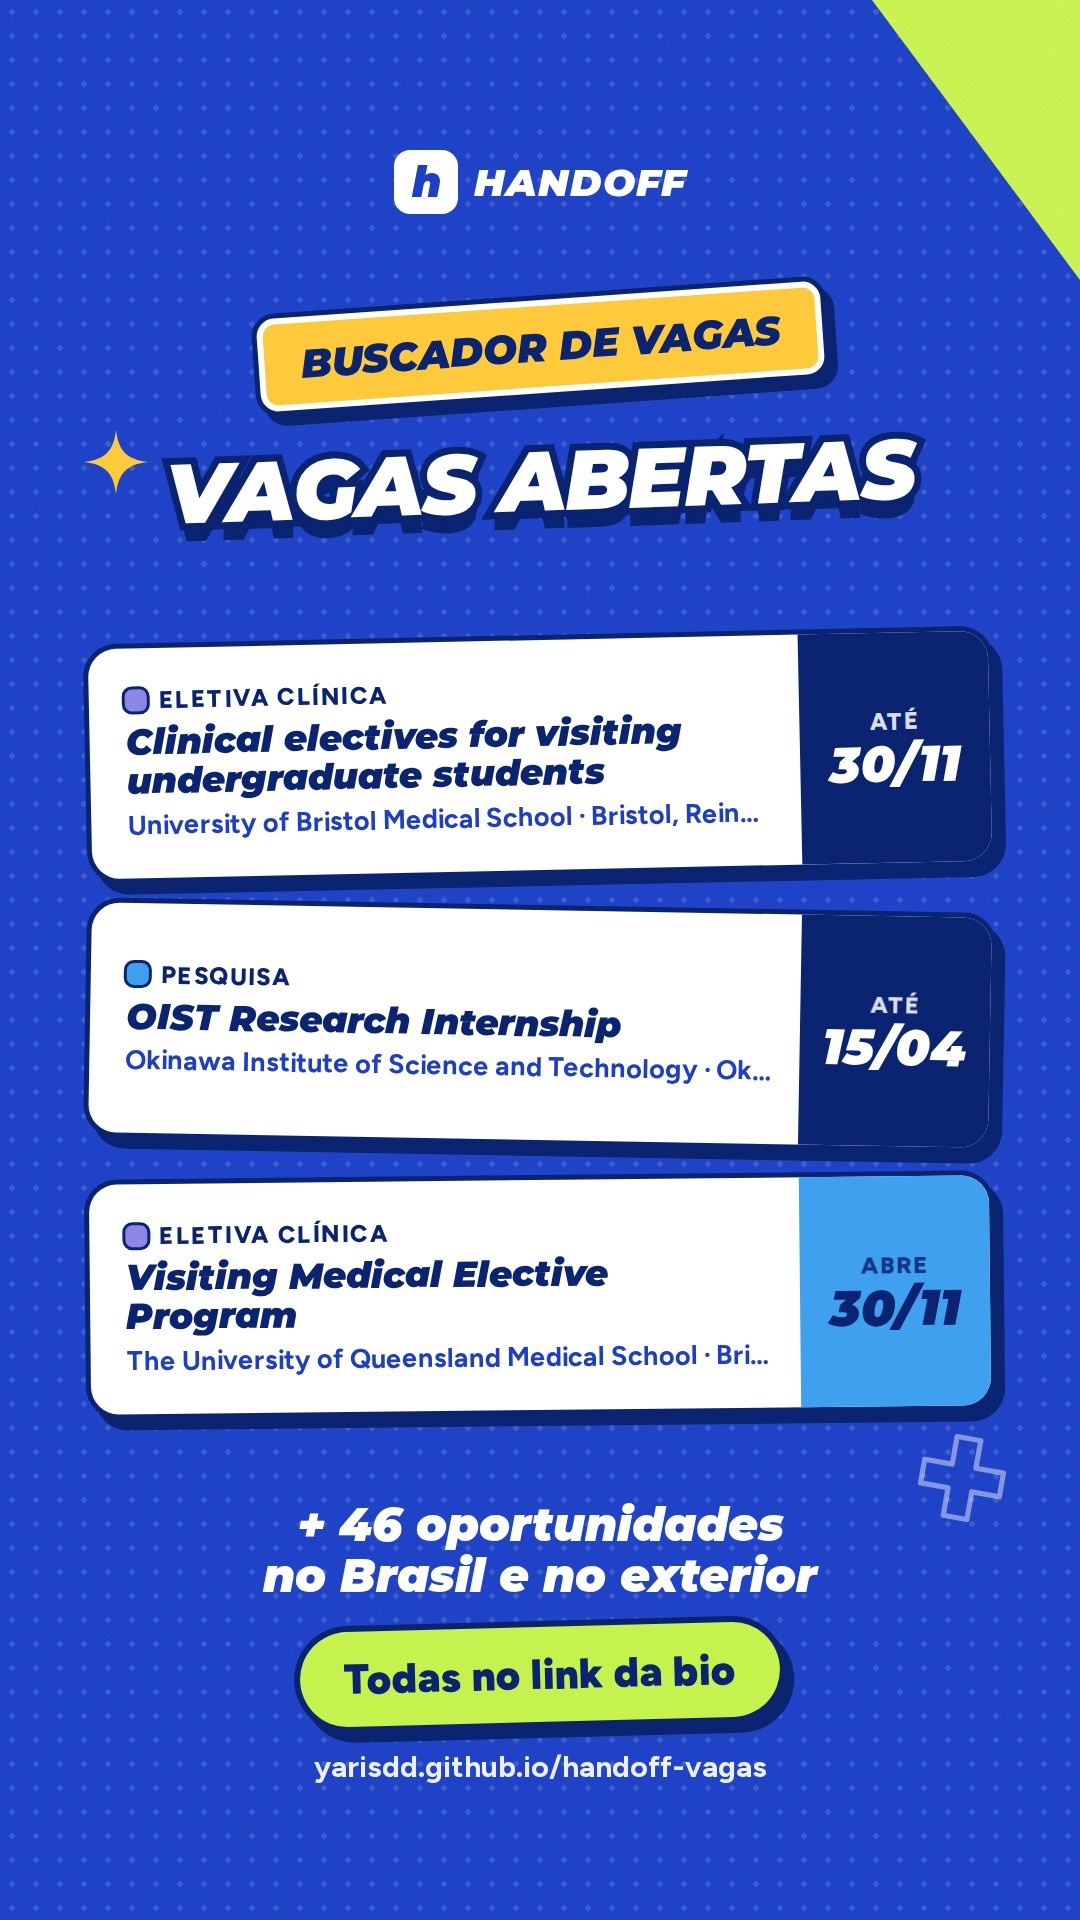 h HANDOFF
BUSCADOR DE VAGAS
VAGAS ABERTAS
ELETIVA CLÍNICA
Clinical electives for visiting
undergraduate students
University of Bristol Medical School · Bristol, Rein...
ATÉ
30/11
PESQUISA
OIST Research Internship
Okinawa Institute of Science and Technology · Ok...
ATÉ
15/04
ELETIVA CLÍNICA
Visiting Medical Elective
Program
The University of Queensland Medical School · Bri...
ABRE
30/11
+ 46 oportunidades
no Brasil e no exterior
Todas no link da bio
yarisdd.github.io/handoff-vagas